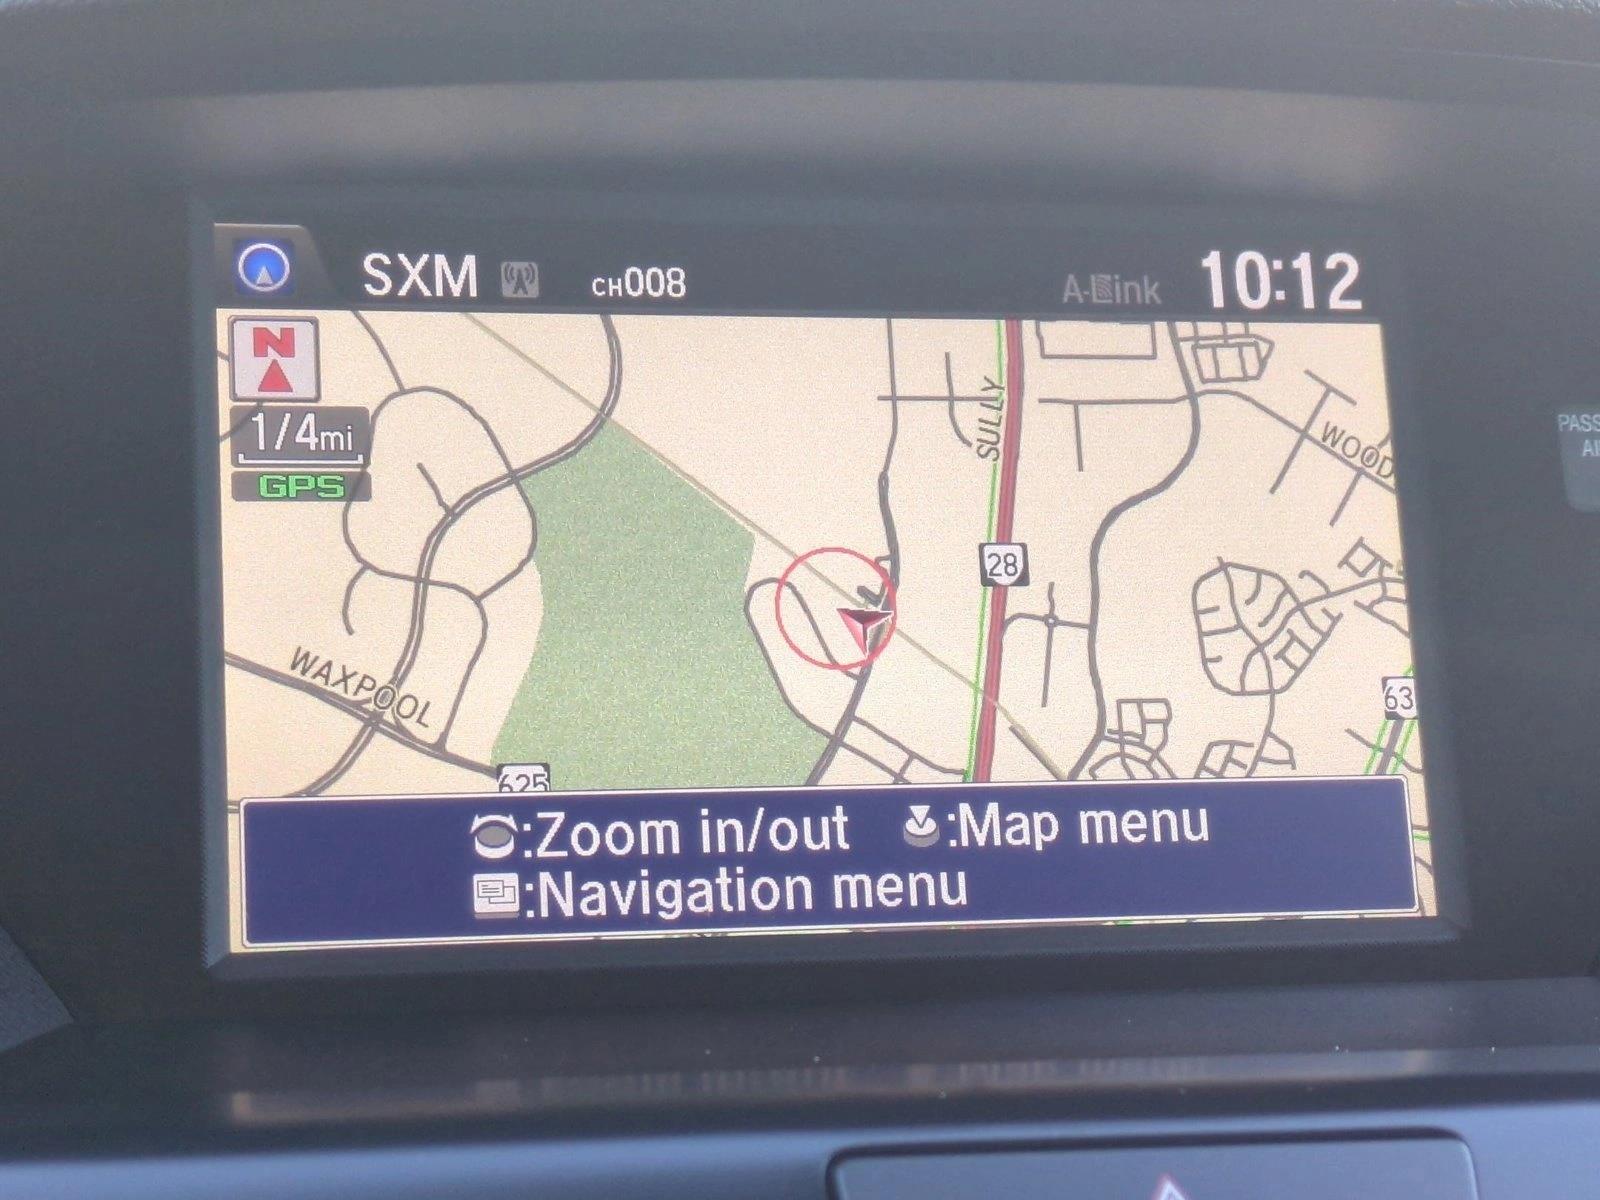 SXM CH008 A-Link 10:12
N
1/4mi
GPS
SULLY
WOOD
28
WAXPOOL
63
625
:Zoom in/out :Map menu
:Navigation menu
PASS